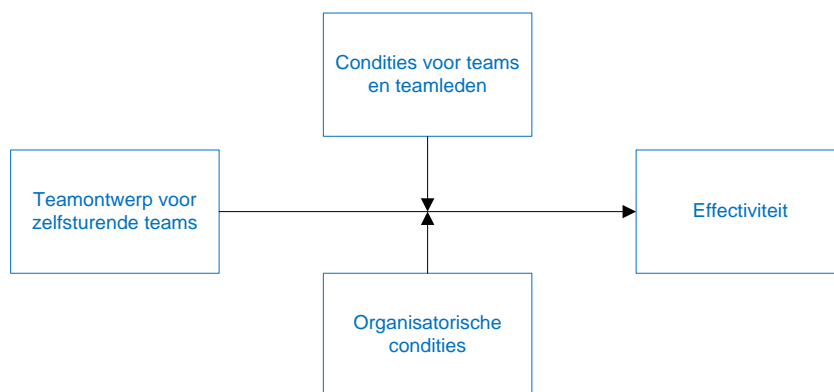 Condities voor teams
en teamleden
Teamontwerp voor
zelfsturende teams
Effectiviteit
Organisatorische
condities